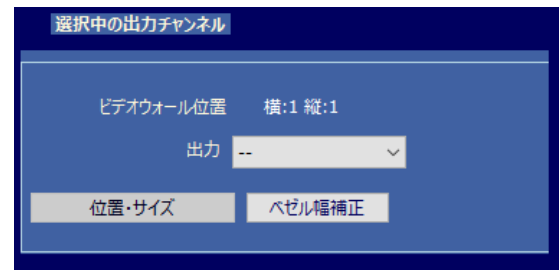 選択中の出力チャンネル
ビデオウォール位置 横:1 縦:1
出力 --
位置・サイズ ベゼル幅補正